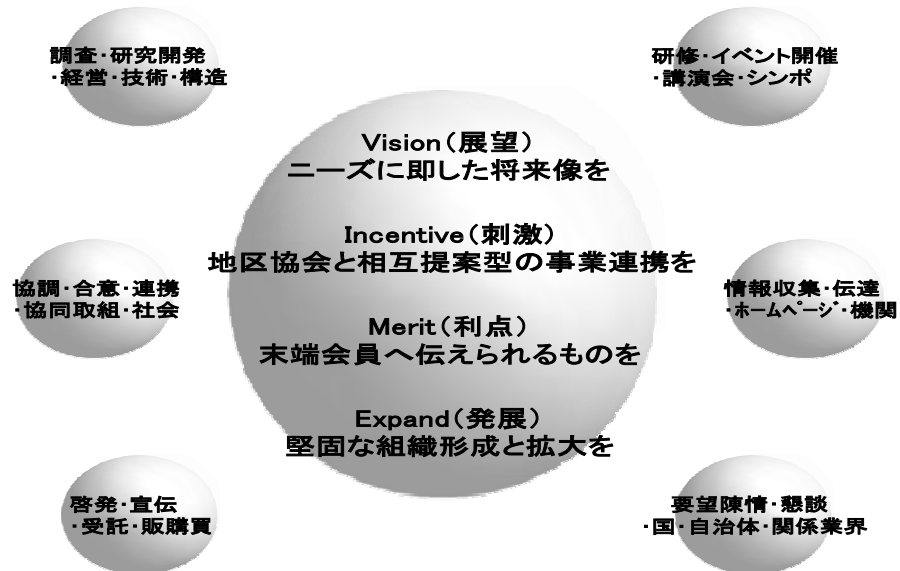 調査・研究開発
・経営・技術・構造
研修・イベント開催
・講演会・シンポ
Vision（展望）
ニーズに即した将来像を
Incentive（刺激）
地区協会と相互提案型の事業連携を
Merit（利点）
末端会員へ伝えられるものを
Expand（発展）
堅固な組織形成と拡大を
協調・合意・連携
・協同取組・社会
情報収集・伝達
・ホームページ・機関
啓発・宣伝
・受託・販購買
要望陳情・懇談
・国・自治体・関係業界